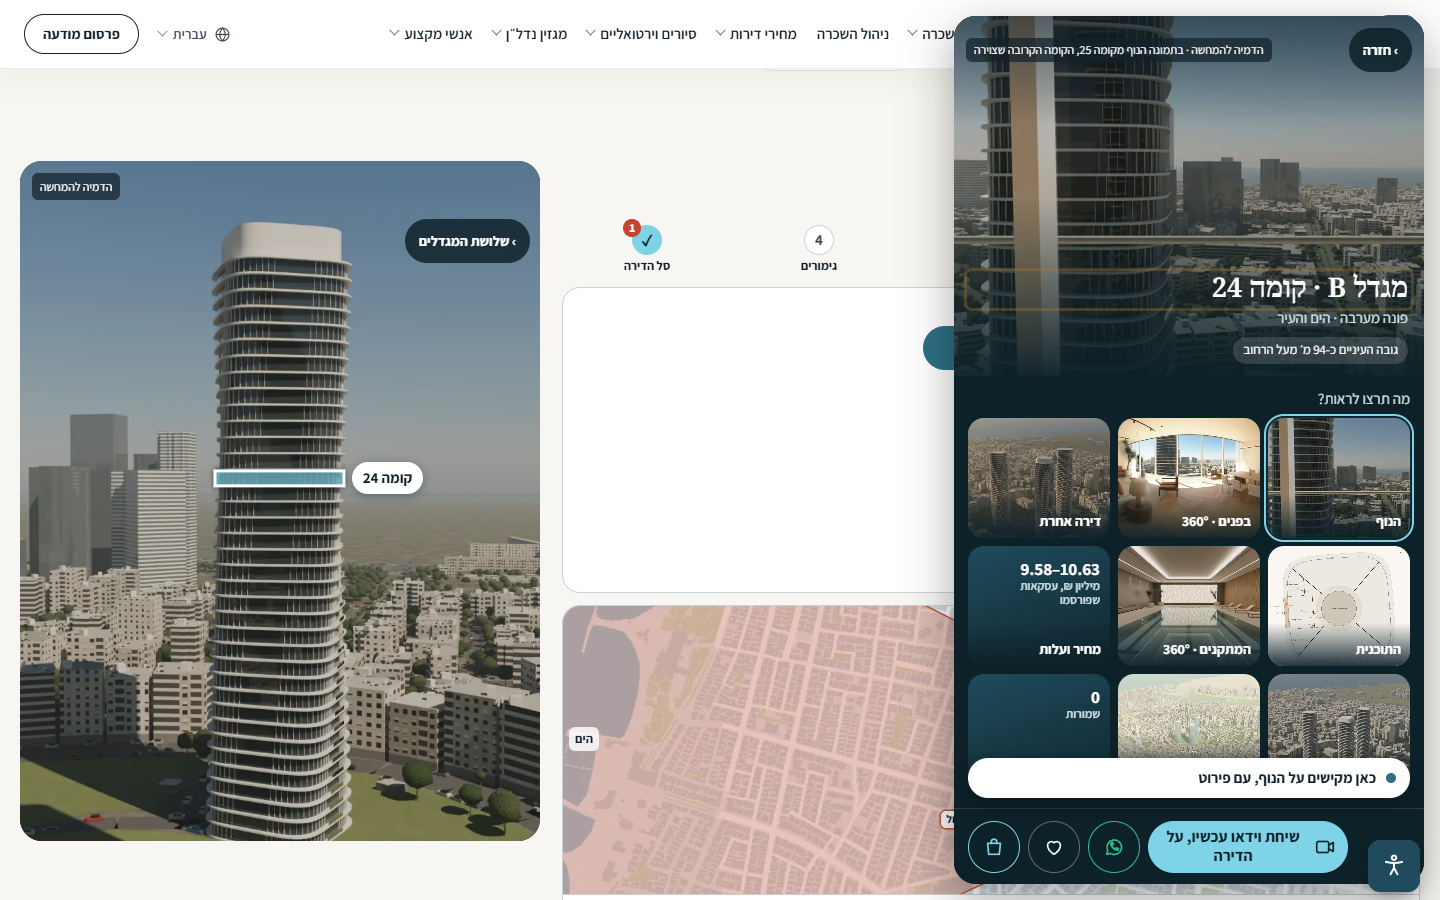 שכרה
ניהול השכרה
מחירי דירות
סיורים וירטואליים
מגזין נדל״ן
אנשי מקצוע
עברית
פרסום מודעה
‹ חזרה
הדמיה להמחשה · בתמונה הנוף מקומה 25, הקומה הקרובה שצוירה
מגדל B · קומה 24
פונה מערבה · הים והעיר
גובה העיניים כ-94 מ׳ מעל הרחוב
מה תרצו לראות?
הנוף
בפנים · 360°
דירה אחרת
התוכנית
המתקנים · 360°
9.58–10.63
מיליון ₪, עסקאות
שפורסמו
מחיר ועלות
0
שמורות
כאן מקישים על הנוף, עם פירוט
שיחת וידאו עכשיו, על
הדירה
4
גימורים
1
סל הדירה
הים
הדמיה להמחשה
‹ שלושת המגדלים
קומה 24